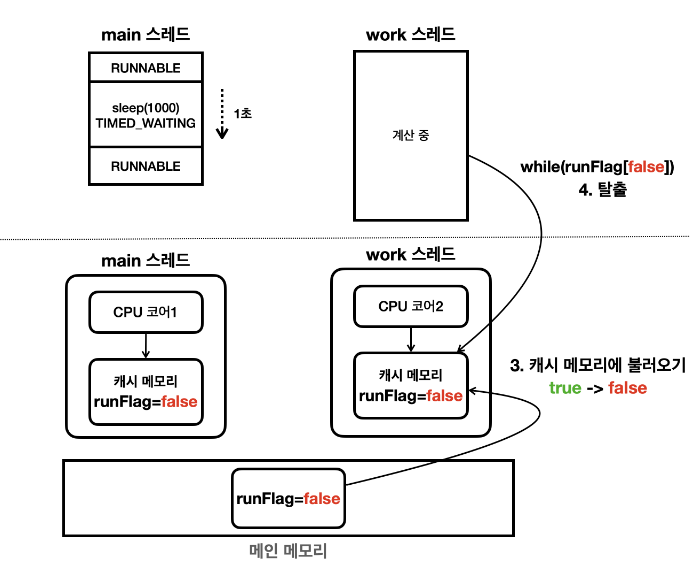 main 스레드
work 스레드
RUNNABLE
sleep(1000)
TIMED_WAITING
1초
RUNNABLE
계산 중
while(runFlag[false])
4. 탈출
main 스레드
work 스레드
CPU 코어1
CPU 코어2
캐시 메모리
runFlag=false
캐시 메모리
runFlag=false
3. 캐시 메모리에 불러오기
true -> false
runFlag=false
메인 메모리